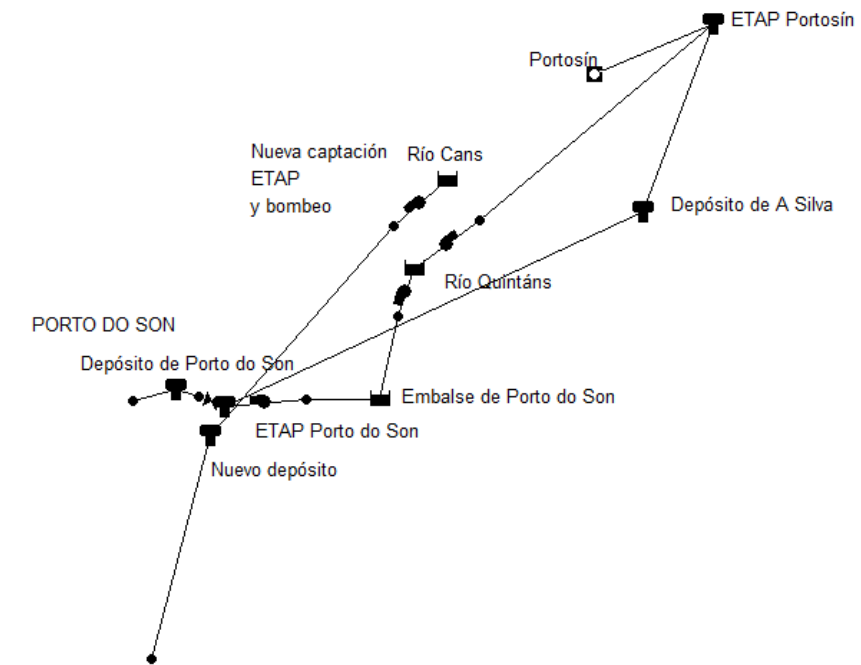 ETAP Portosín
Portosín
Nueva captación
ETAP
y bombeo
Río Cans
Depósito de A Silva
Río Quintáns
PORTO DO SON
Depósito de Porto do Son
Embalse de Porto do Son
ETAP Porto do Son
Nuevo depósito